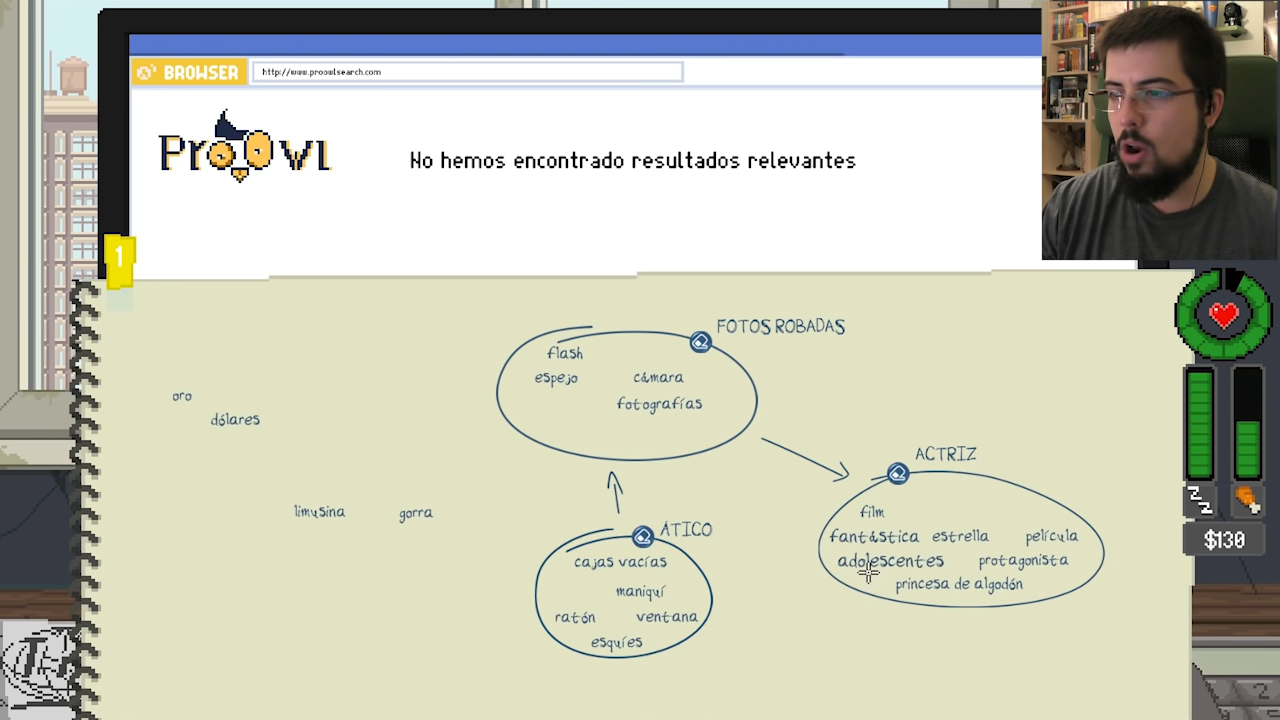 BROWSER
http://www.proowlsearch.com
PrOOwl
No hemos encontrado resultados relevantes
1
FOTOS ROBADAS
flash
espejo cámara
fotografías
oro
dólares
limusina gorra
ÁTICO
cajas vacías
maniquí
ratón ventana
esquíes
ACTRIZ
film
fantástica estrella película
adolescentes protagonista
princesa de algodón
$130